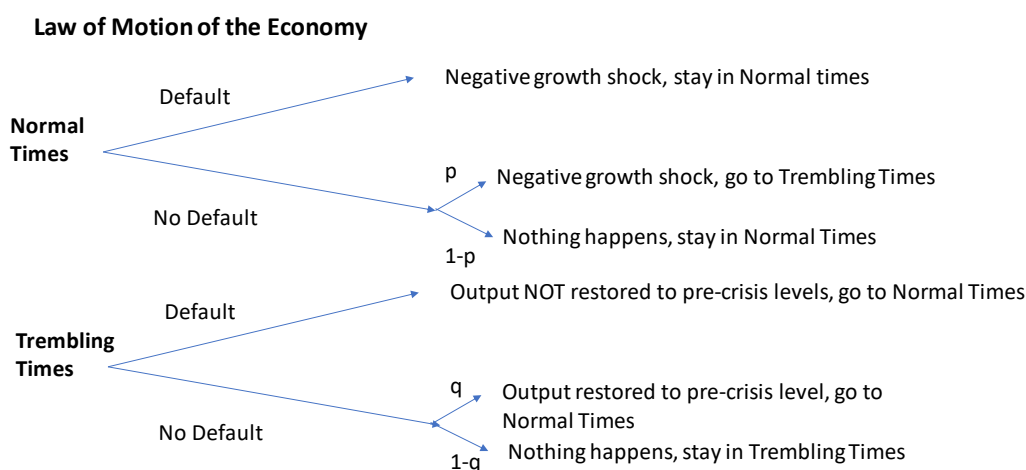 Law of Motion of the Economy
Default
Negative growth shock, stay in Normal times
Normal
Times
p
Negative growth shock, go to Trembling Times
No Default
Nothing happens, stay in Normal Times
1-p
Output NOT restored to pre-crisis levels, go to Normal Times
Default
Trembling
Times
q
Output restored to pre-crisis level, go to
Normal Times
No Default
Nothing happens, stay in Trembling Times
1-q